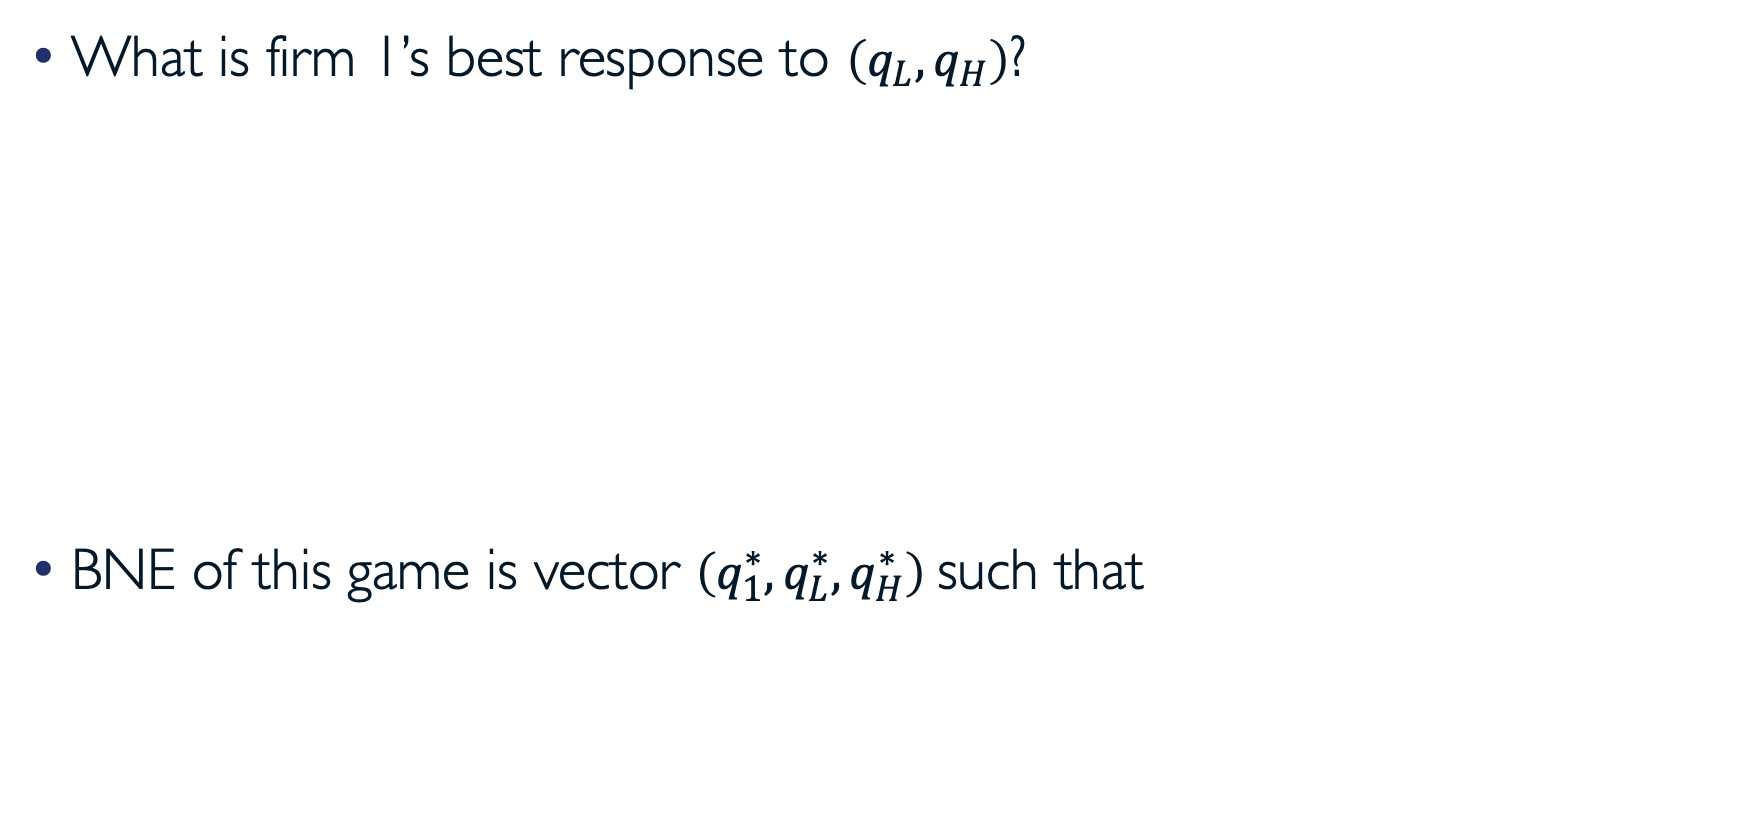 • What is firm 1’s best response to (q_L, q_H)?
• BNE of this game is vector (q_1^*, q_L^*, q_H^*) such that